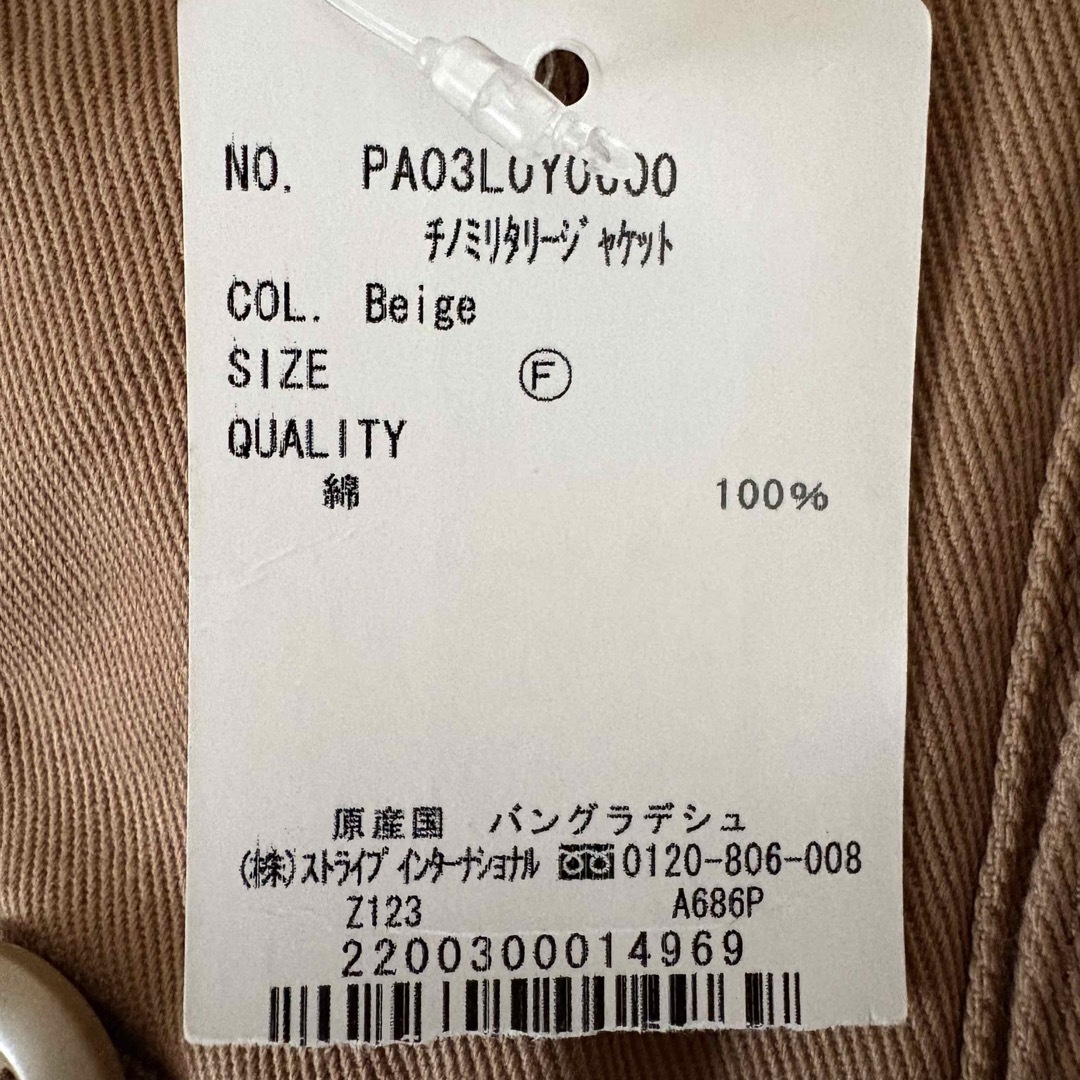 NO.
チノミリタリージャケット
COL. Beige
SIZE Ⓕ
QUALITY
綿 100%
原産国 バングラデシュ
(株)ストライプインターナショナル 0120-806-008
Z123 A686P
2200300014969